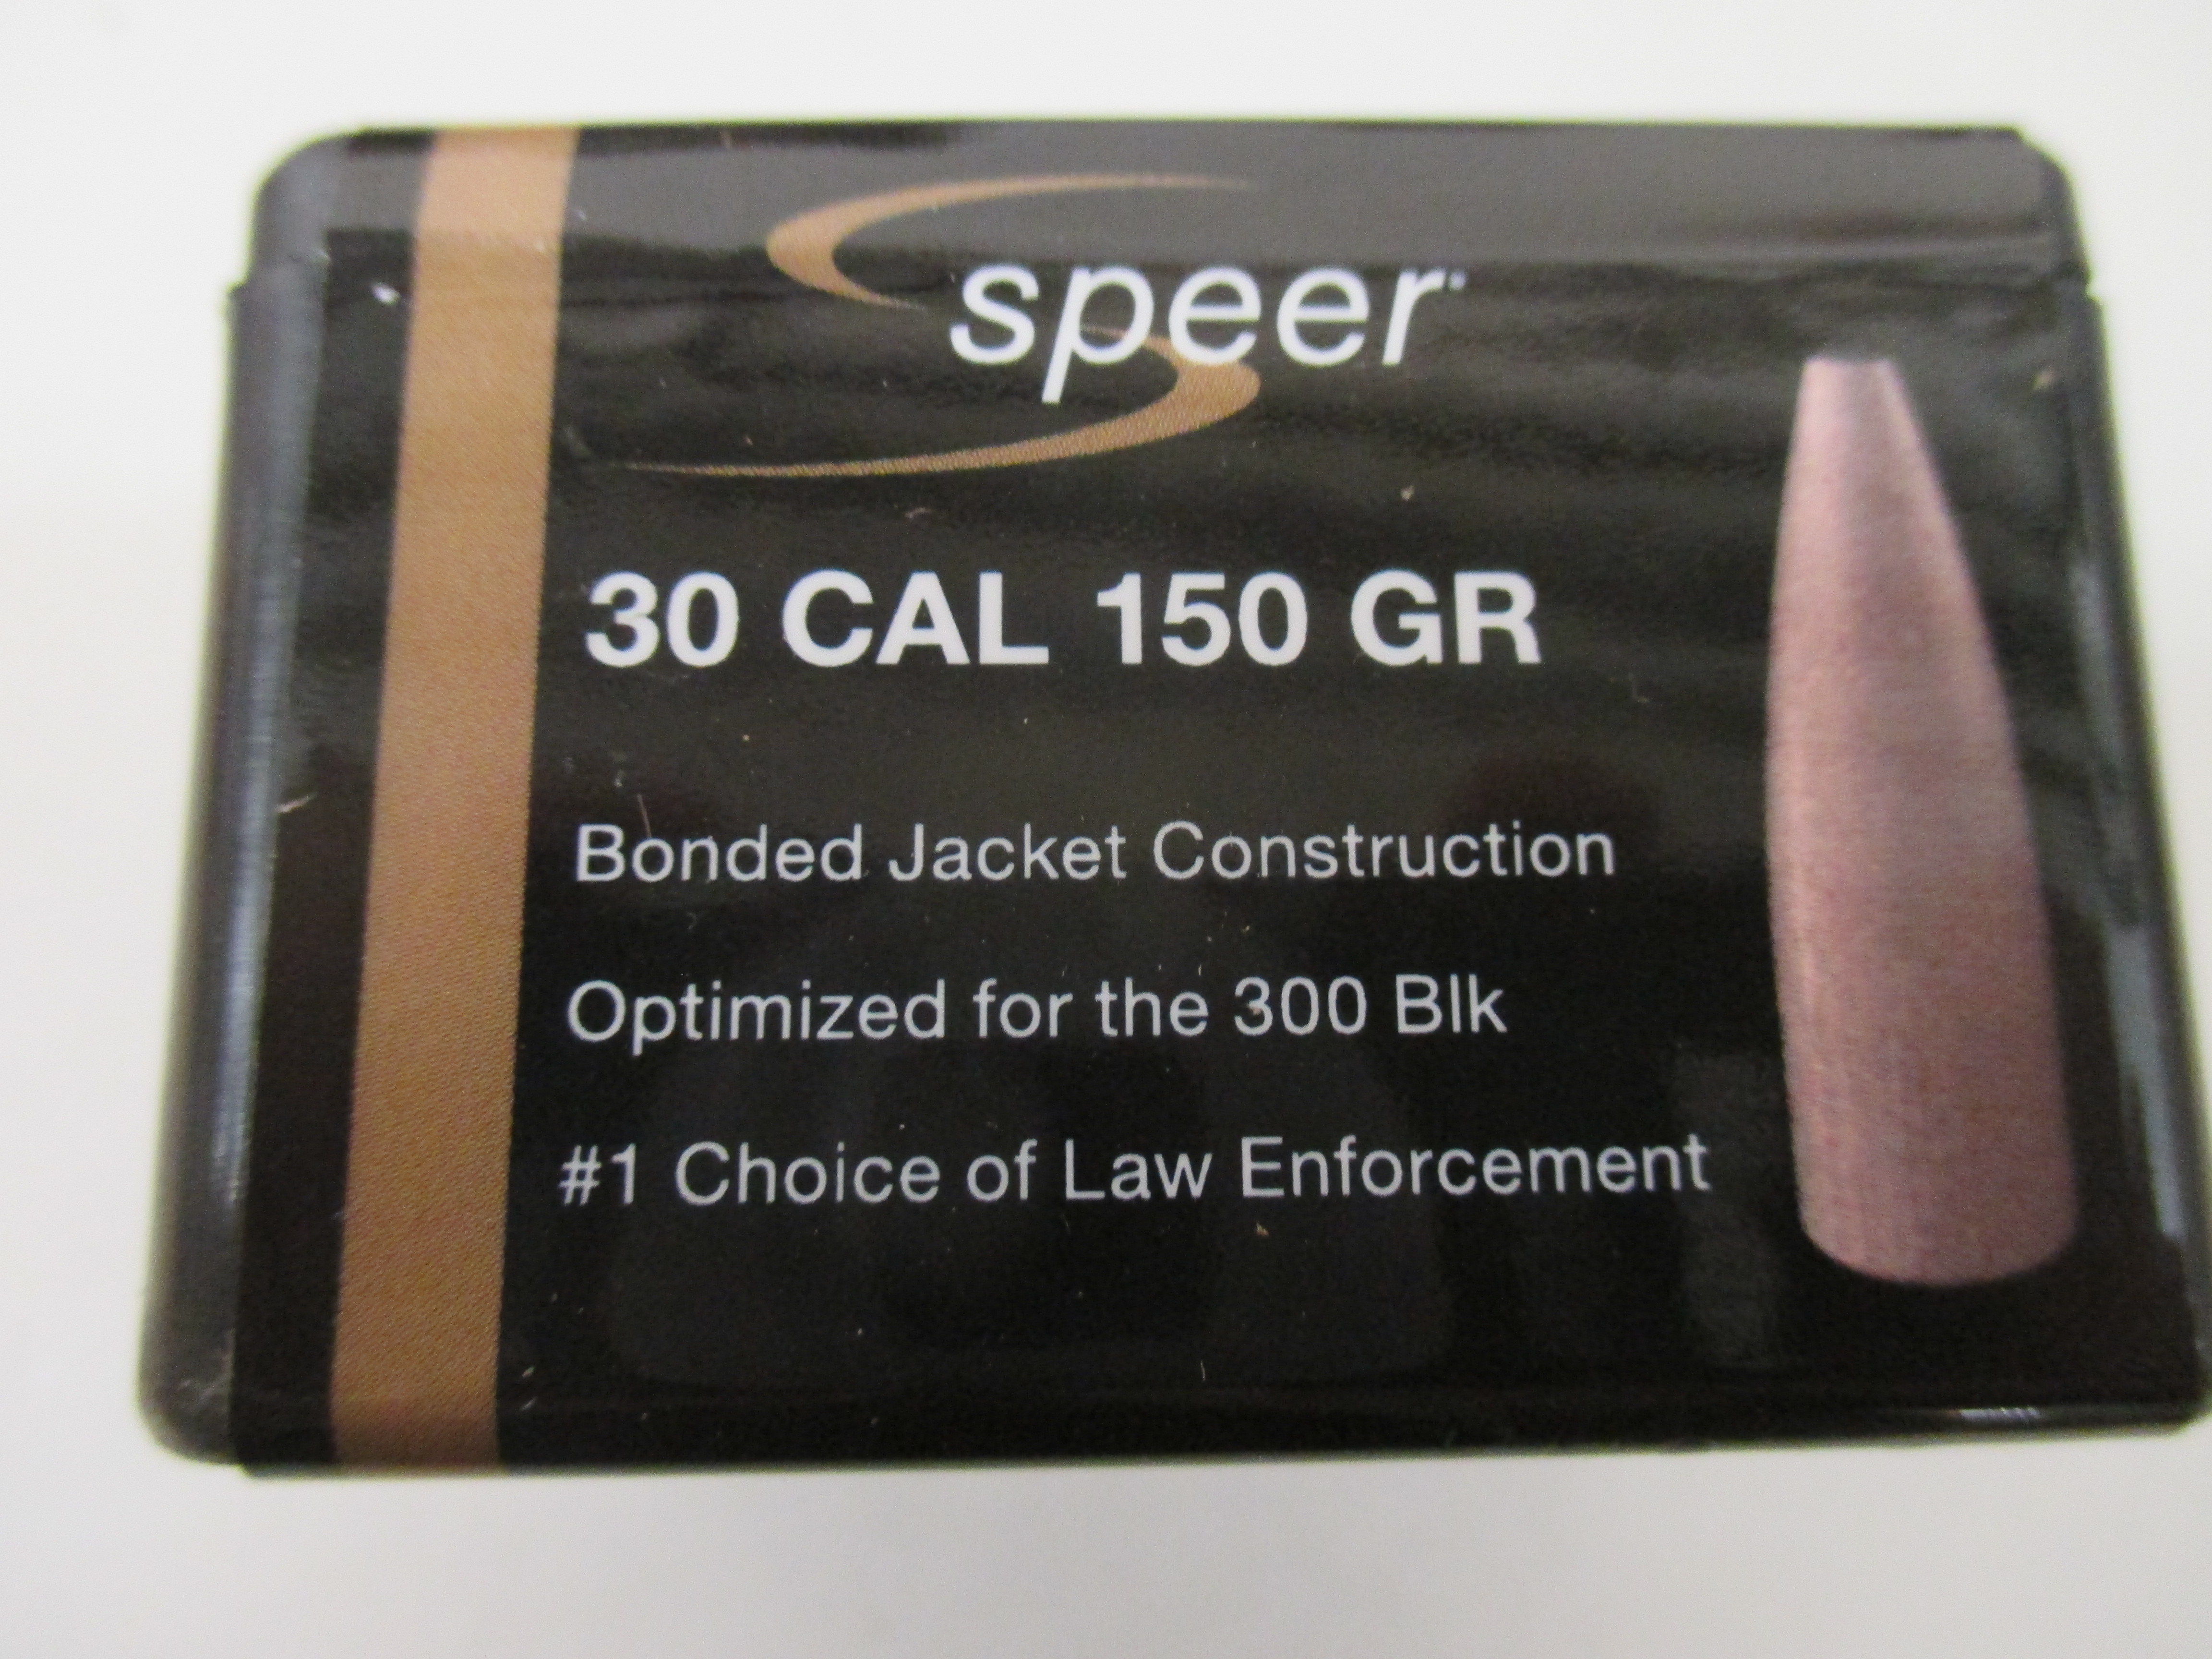 speer
30 CAL 150 GR
Bonded Jacket Construction
Optimized for the 300 Blk
#1 Choice of Law Enforcement